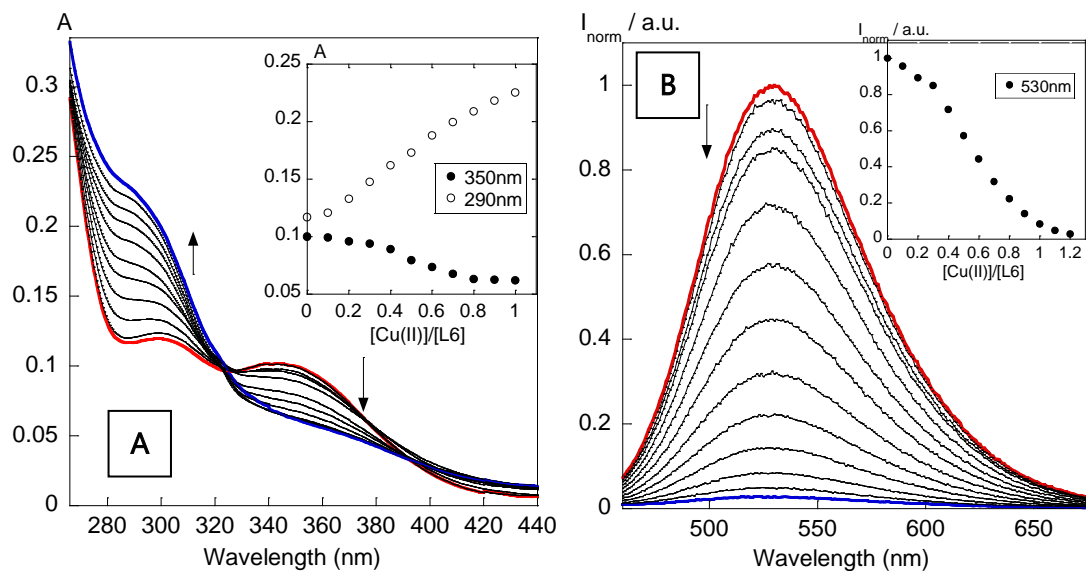 A
0.3
0.25
0.2
0.15
0.1
0.05
0
280 300 320 340 360 380 400 420 440
Wavelength (nm)
A
A
0.25
0.2
0.15
0.1
0.05
0 0.2 0.4 0.6 0.8 1
[Cu(II)]/[L6]
350nm
290nm
I norm / a.u.
1
0.8
0.6
0.4
0.2
0
500 550 600 650
Wavelength (nm)
B
I norm / a.u.
1
0.8
0.6
0.4
0.2
0
0 0.2 0.4 0.6 0.8 1 1.2
[Cu(II)]/[L6]
530nm